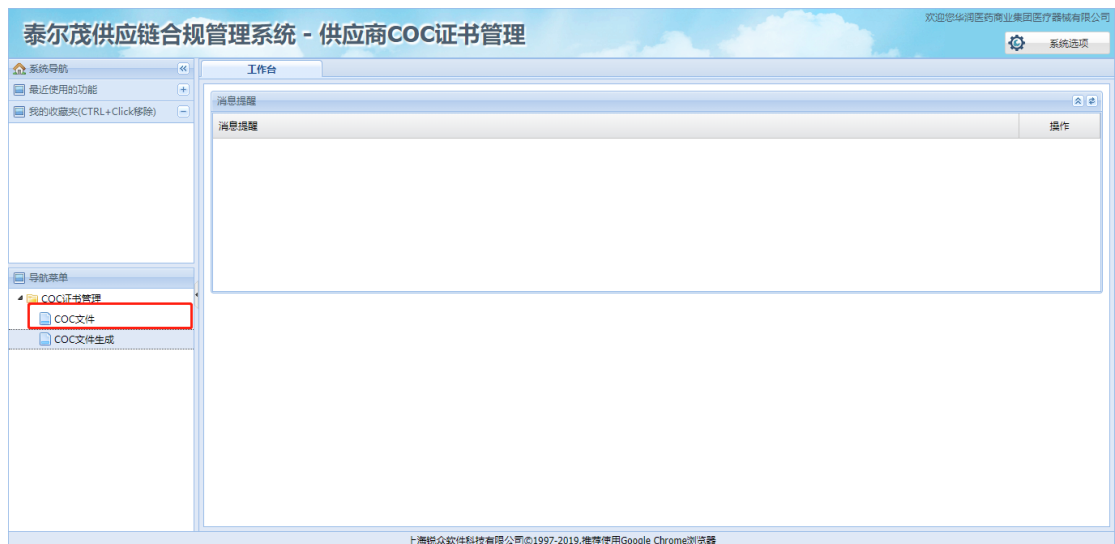 欢迎您华润医药商业集团医疗器械有限公司
泰尔茂供应链合规管理系统 - 供应商COC证书管理
系统选项
系统导航
工作台
最近使用的功能
我的收藏夹(CTRL+Click移除)
消息提醒
消息提醒
操作
导航菜单
COC证书管理
COC文件
COC文件生成
上海锐众软件科技有限公司©1997-2019,推荐使用Google Chrome浏览器